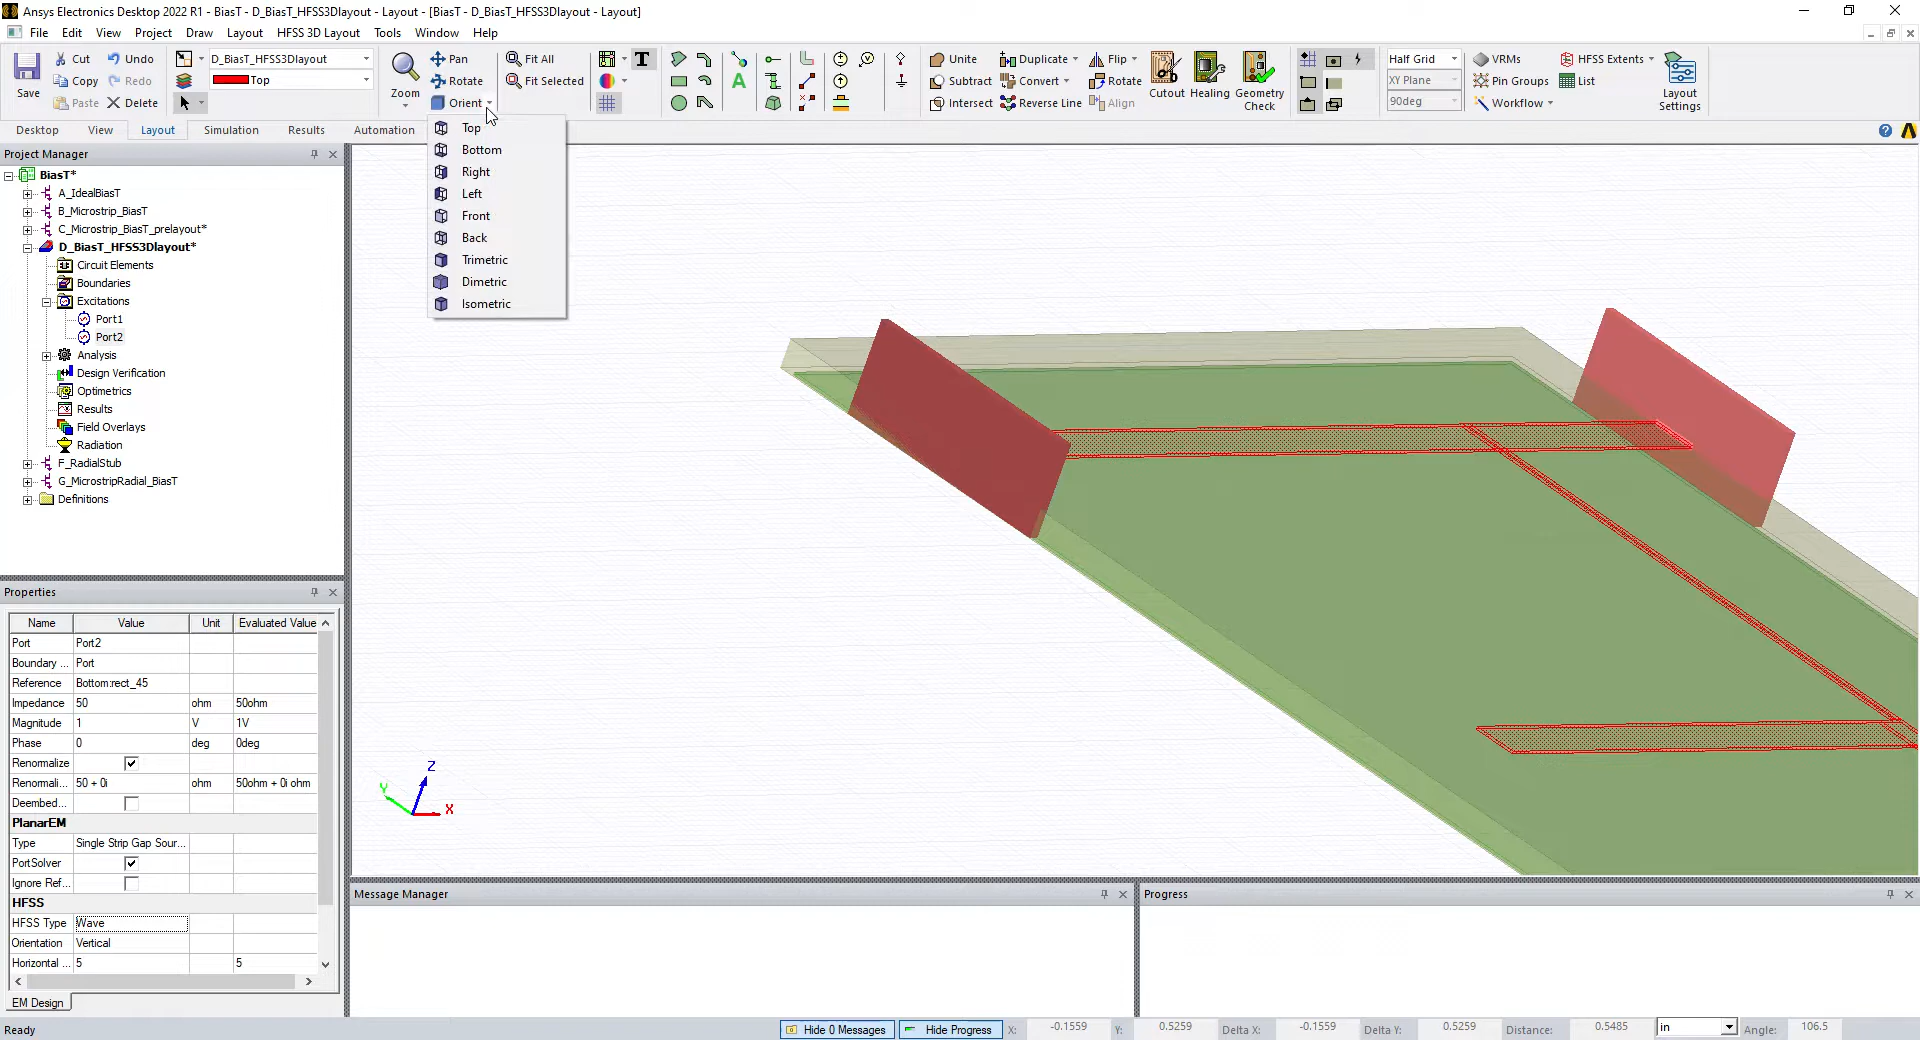 Ansys Electronics Desktop 2022 R1 - BiasT - D_BiasT_HFSS3Dlayout - Layout - [BiasT - D_BiasT_HFSS3Dlayout - Layout]
File Edit View Project Draw Layout HFSS 3D Layout Tools Window Help
Save
Cut
Copy
Paste
Undo
Redo
Delete
D_BiasT_HFSS3Dlayout
Top
Zoom
Pan
Rotate
Orient
Fit All
Fit Selected
T
A
Unite
Subtract
Intersect
Duplicate
Convert
Reverse Line
Flip
Rotate
Align
Cutout
Healing
Geometry
Check
Half Grid
XY Plane
90deg
VRMs
Pin Groups
Workflow
HFSS Extents
List
Layout
Settings
Desktop View Layout Simulation Results Automation
Top
Bottom
Right
Left
Front
Back
Trimetric
Dimetric
Isometric
Project Manager
BiasT*
A_IdealBiasT
B_Microstrip_BiasT
C_Microstrip_BiasT_prelayout*
D_BiasT_HFSS3Dlayout*
Circuit Elements
Boundaries
Excitations
Port1
Port2
Analysis
Design Verification
Optimetrics
Results
Field Overlays
Radiation
F_RadialStub
G_MicrostripRadial_BiasT
Definitions
Properties
Name Value Unit Evaluated Value
Port Port2
Boundary ... Port
Reference Bottom:rect_45
Impedance 50 ohm 50ohm
Magnitude 1 V 1V
Phase 0 deg 0deg
Renormalize
Renormali... 50 + 0i ohm 50ohm + 0i ohm
Deembed...
PlanarEM
Type Single Strip Gap Sour...
PortSolver
Ignore Ref...
HFSS
HFSS Type Wave
Orientation Vertical
Horizontal ... 5 5
EM Design
Z
Y
X
Message Manager
Progress
Ready
Hide 0 Messages
Hide Progress
X: -0.1559 Y: 0.5259 Delta X: -0.1559 Delta Y: 0.5259 Distance: 0.5485 in Angle: 106.5